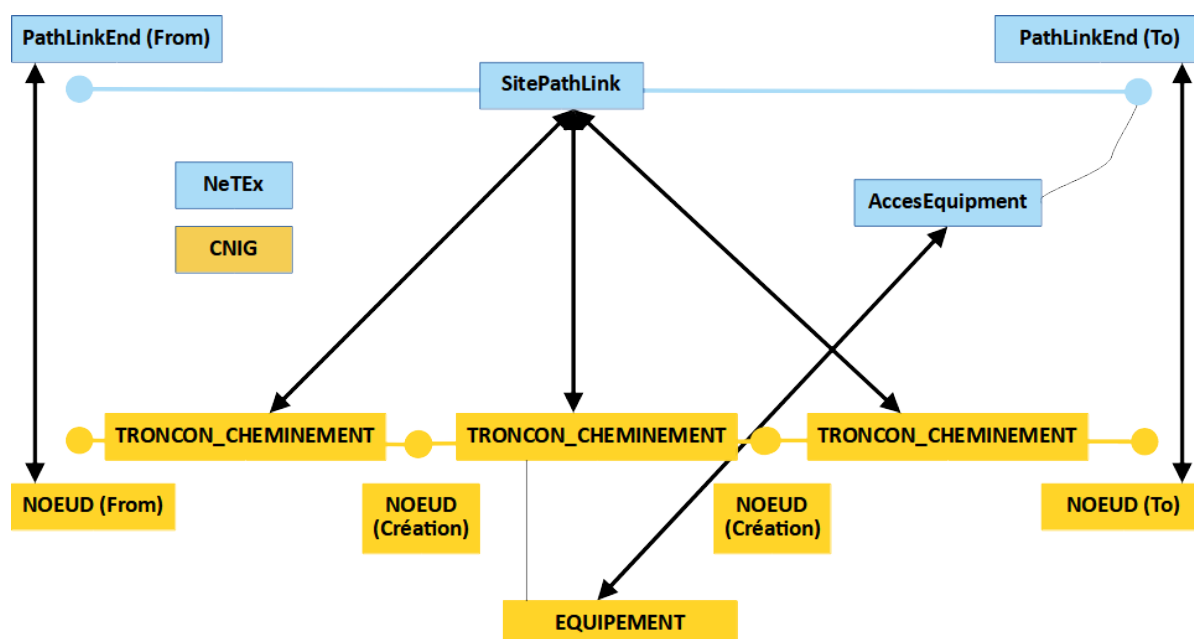 PathLinkEnd (From)
PathLinkEnd (To)
SitePathLink
NeTEx
AccesEquipment
CNIG
TRONCON_CHEMINEMENT
TRONCON_CHEMINEMENT
TRONCON_CHEMINEMENT
NOEUD (From)
NOEUD
(Création)
NOEUD
(Création)
NOEUD (To)
EQUIPEMENT